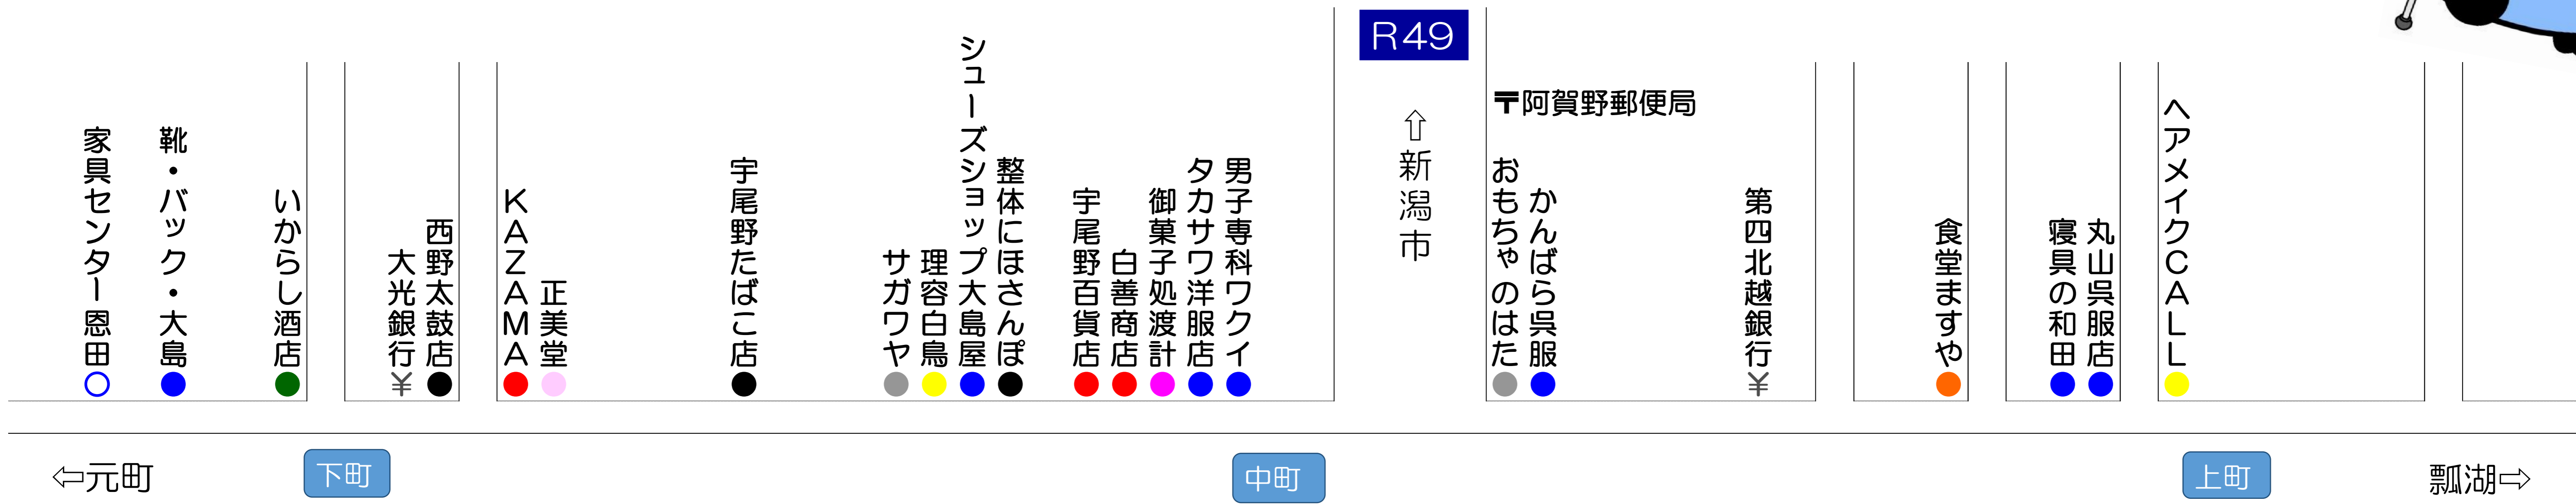 家具センター恩田
靴・バック・大島
いからし酒店
大光銀行
¥
西野太鼓店
KAZAMA
正美堂
宇尾野たばこ店
サガワヤ
理容白鳥
シューズショップ大島屋
整体にほさんぽ
宇尾野百貨店
白善商店
御菓子処渡計
タカサワ洋服店
男子専科ワクイ
R49
⇧新潟市
〒阿賀野郵便局
おもちゃのはた
かんばら呉服
第四北越銀行
¥
食堂ますや
寝具の和田
丸山呉服店
ヘアメイクCALL
⇦元町
下町
中町
上町
瓢湖⇨